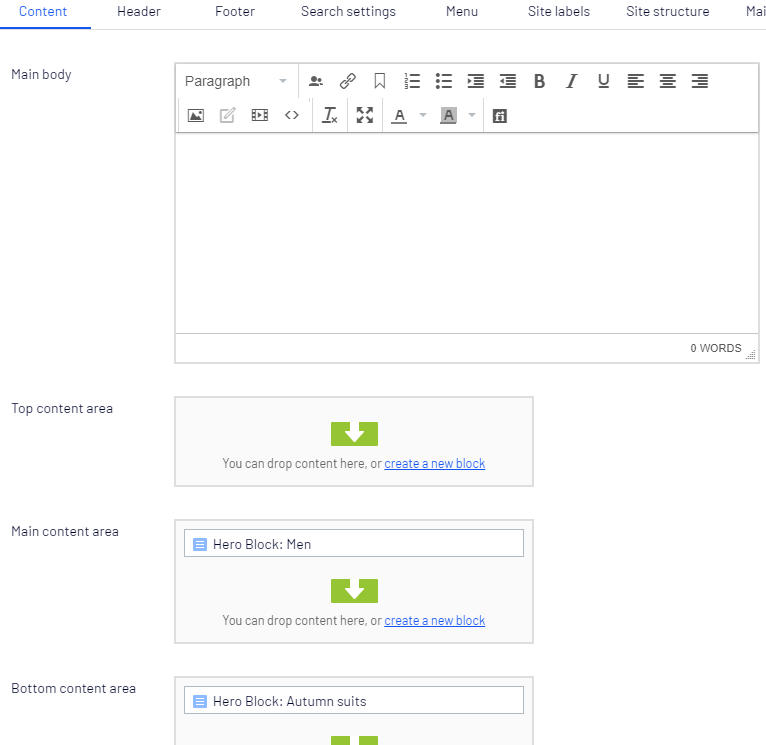 Content Header Footer Search settings Menu Site labels Site structure Mai
Main body
Paragraph
0 WORDS
Top content area
You can drop content here, or create a new block
Main content area
Hero Block: Men
You can drop content here, or create a new block
Bottom content area
Hero Block: Autumn suits